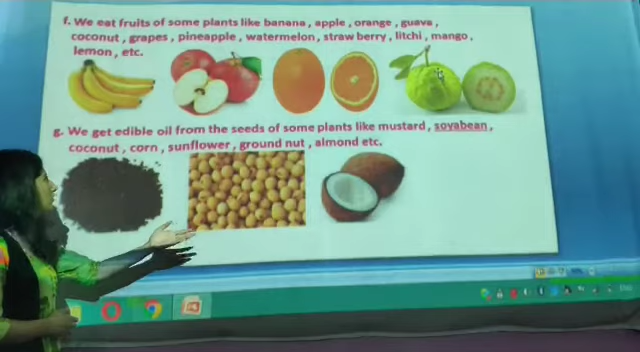 f. We eat fruits of some plants like banana , apple , orange , guava ,
coconut , grapes , pineapple , watermelon , straw berry , litchi , mango ,
lemon , etc.
g. We get edible oil from the seeds of some plants like mustard , soyabean ,
coconut , corn , sunflower , ground nut , almond etc.